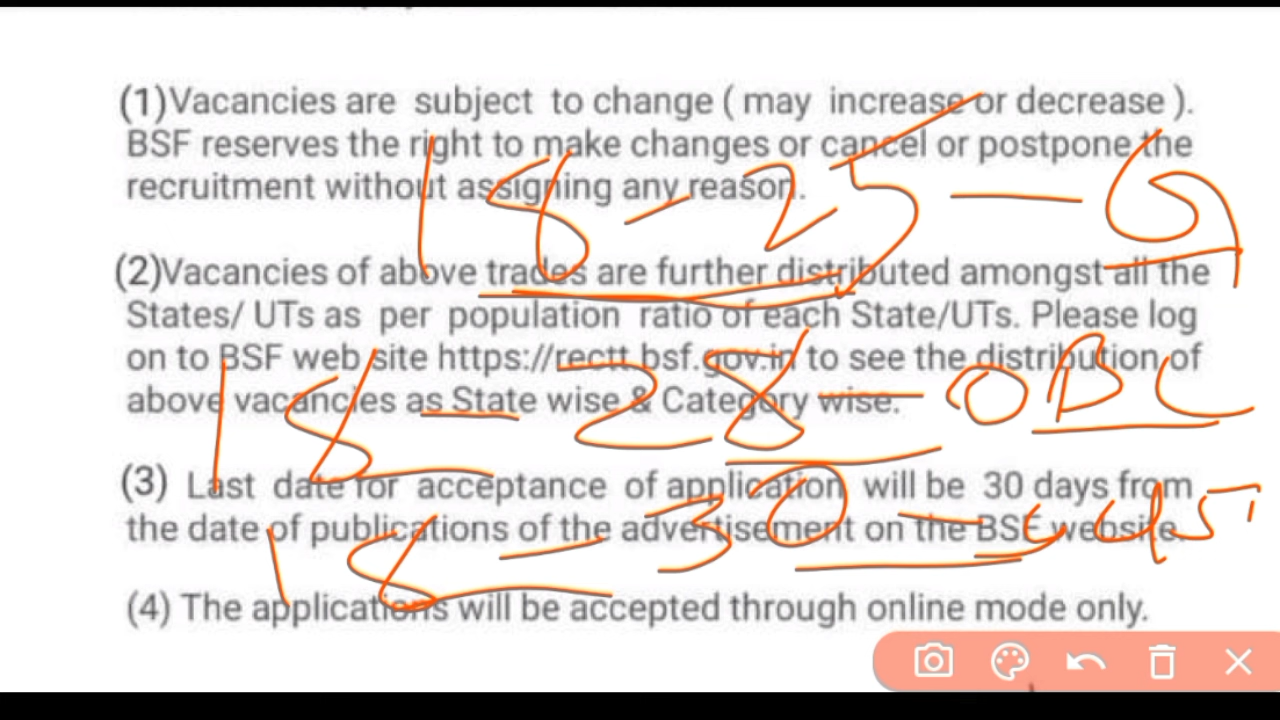 (1)Vacancies are subject to change ( may increase or decrease ).
BSF reserves the right to make changes or cancel or postpone the
recruitment without assigning any reason.
18-25 - G
(2)Vacancies of above trades are further distributed amongst all the
States/ UTs as per population ratio of each State/UTs. Please log
on to BSF web site https://rectt.bsf.gov.in to see the distribution of
above vacancies as State wise & Category wise.
18-28 - OBC
(3) Last date for acceptance of application will be 30 days from
the date of publications of the advertisement on the BSF website.
18-30 -
(4) The applications will be accepted through online mode only.